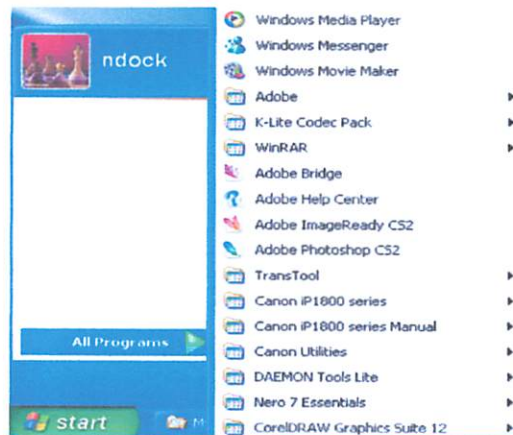 ndock
All Programs
start
M
Windows Media Player
Windows Messenger
Windows Movie Maker
Adobe
K-Lite Codec Pack
WinRAR
Adobe Bridge
Adobe Help Center
Adobe ImageReady CS2
Adobe Photoshop CS2
TransTool
Canon iP1800 series
Canon iP1800 series Manual
Canon Utilities
DAEMON Tools Lite
Nero 7 Essentials
CorelDRAW Graphics Suite 12